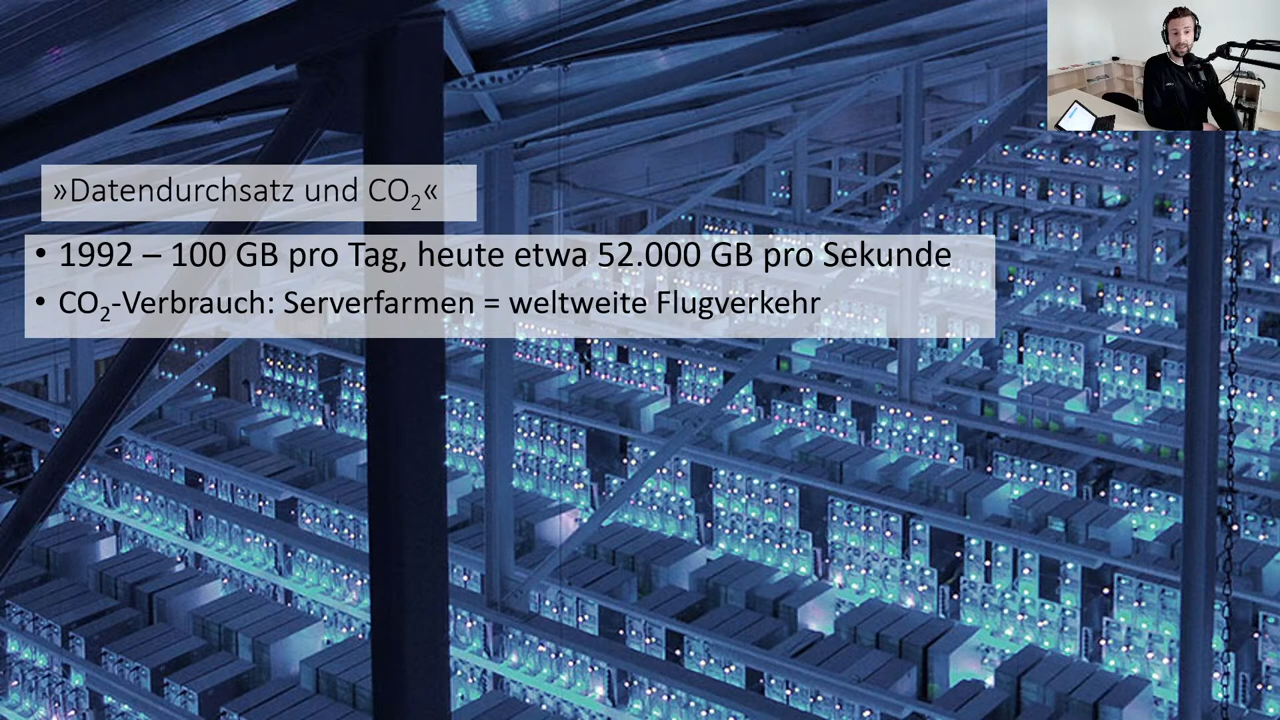 »Datendurchsatz und CO₂«
• 1992 – 100 GB pro Tag, heute etwa 52.000 GB pro Sekunde
• CO₂-Verbrauch: Serverfarmen = weltweite Flugverkehr